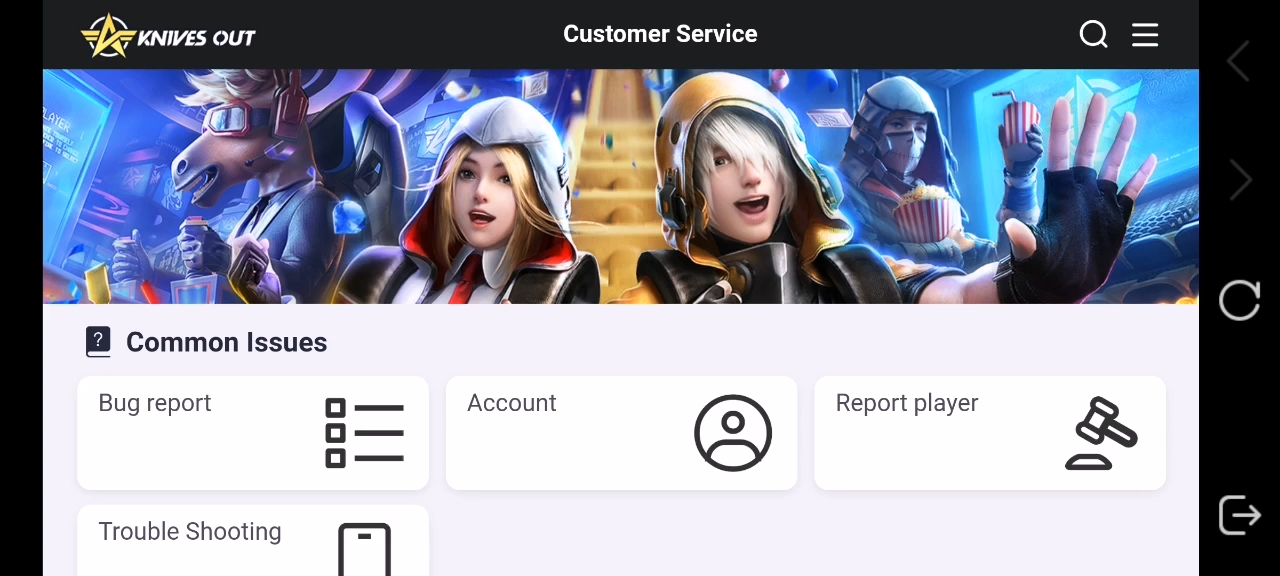 KNIVES OUT
Customer Service
Common Issues
Bug report
Account
Report player
Trouble Shooting